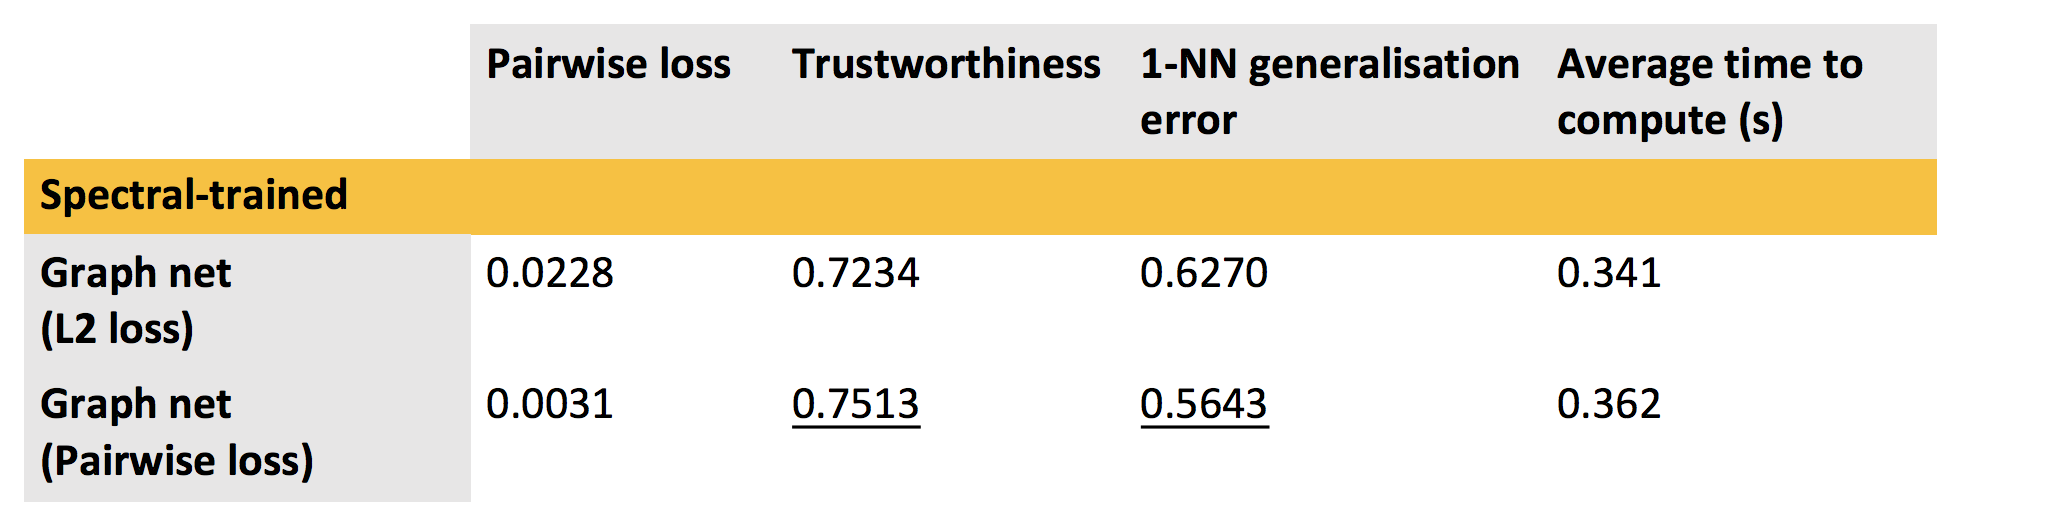 Pairwise loss Trustworthiness 1-NN generalisation error Average time to compute (s)
Spectral-trained
Graph net (L2 loss) 0.0228 0.7234 0.6270 0.341
Graph net (Pairwise loss) 0.0031 0.7513 0.5643 0.362